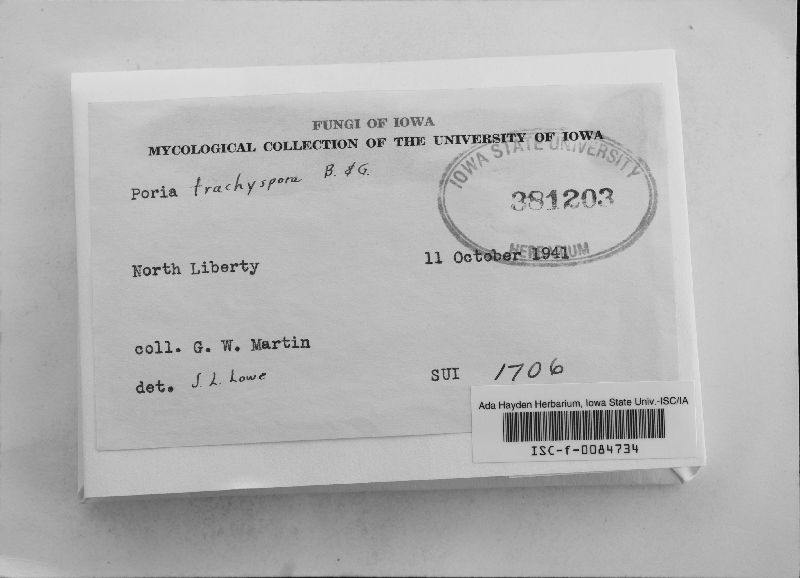 FUNGI OF IOWA
MYCOLOGICAL COLLECTION OF THE UNIVERSITY OF IOWA
Poria trachyspora B. & G.
IOWA STATE UNIVERSITY
381203
HERBARIUM
North Liberty
11 October 1941
coll. G. W. Martin
det. J. L. Lowe
SUI 1706
Ada Hayden Herbarium, Iowa State Univ.-ISC/IA
ISC-f-0084734